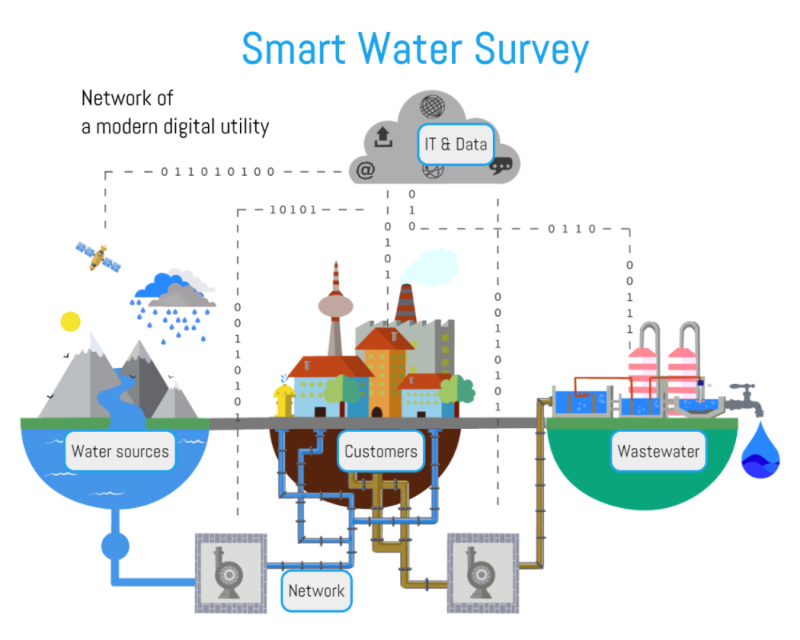 Smart Water Survey
Network of
a modern digital utility
IT & Data
@
011010100
10101
010
0101
0110
00110101
00110101
Water sources
Customers
Wastewater
Network